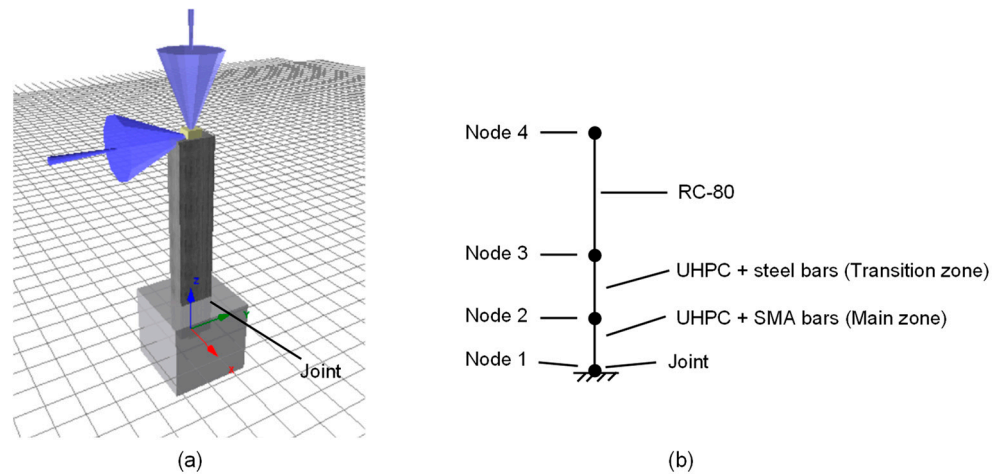 Z
Y
X
Joint
(a)
Node 4
RC-80
Node 3
UHPC + steel bars (Transition zone)
Node 2
UHPC + SMA bars (Main zone)
Node 1
Joint
(b)